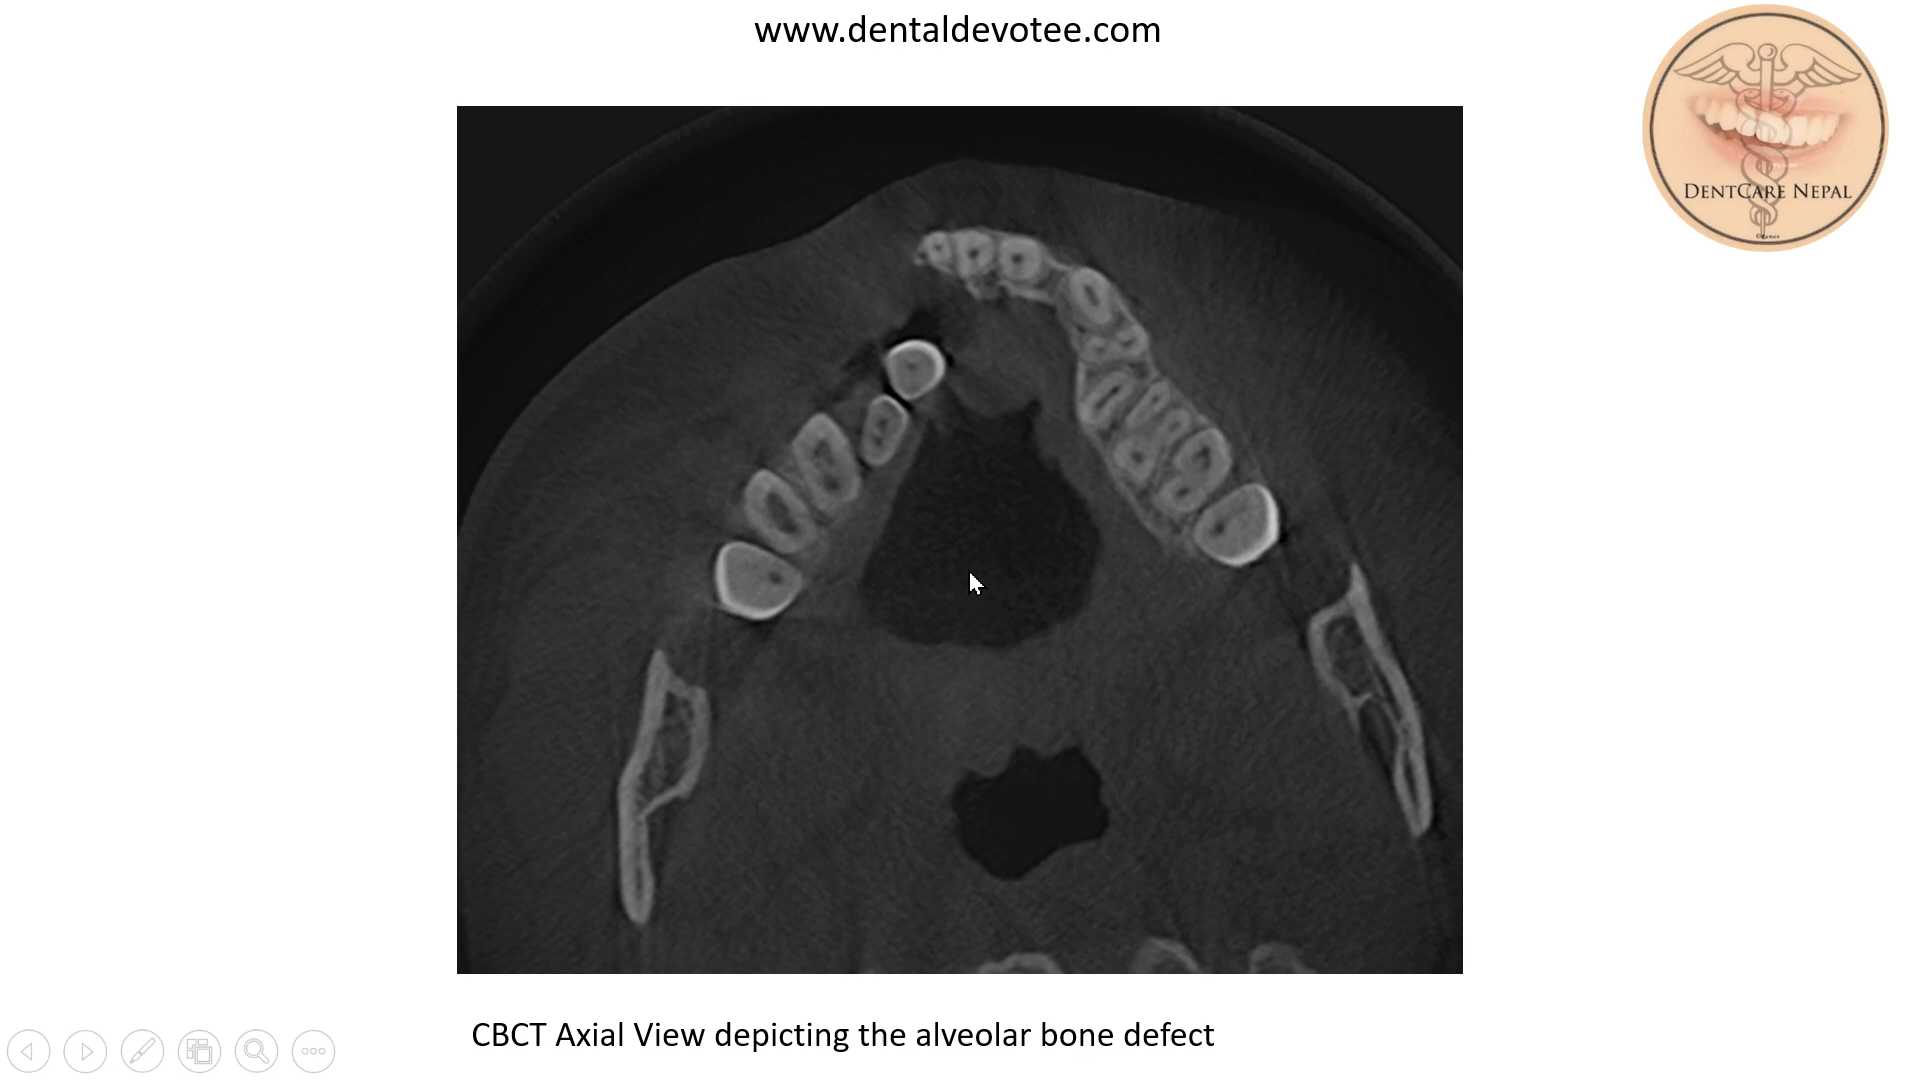 www.dentaldevotee.com
DENTCARE NEPAL
CBCT Axial View depicting the alveolar bone defect